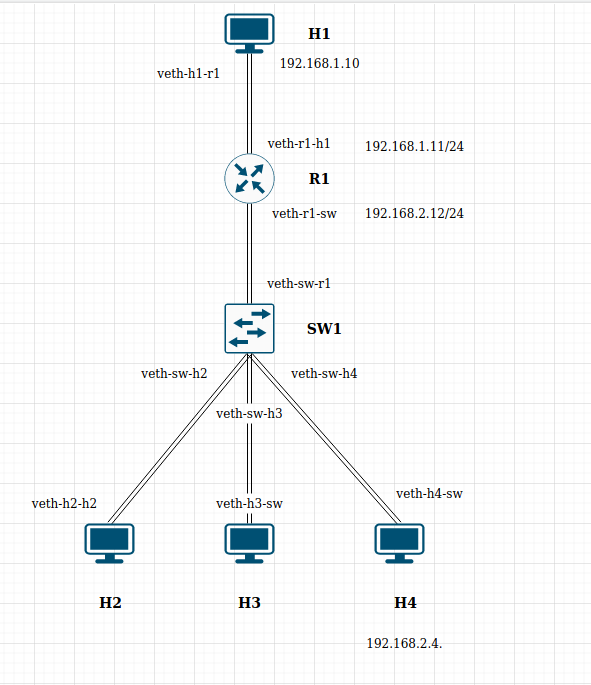 H1
192.168.1.10
veth-h1-r1
veth-r1-h1
192.168.1.11/24
R1
veth-r1-sw
192.168.2.12/24
veth-sw-r1
SW1
veth-sw-h2
veth-sw-h4
veth-sw-h3
veth-h4-sw
veth-h2-h2
veth-h3-sw
H2
H3
H4
192.168.2.4.